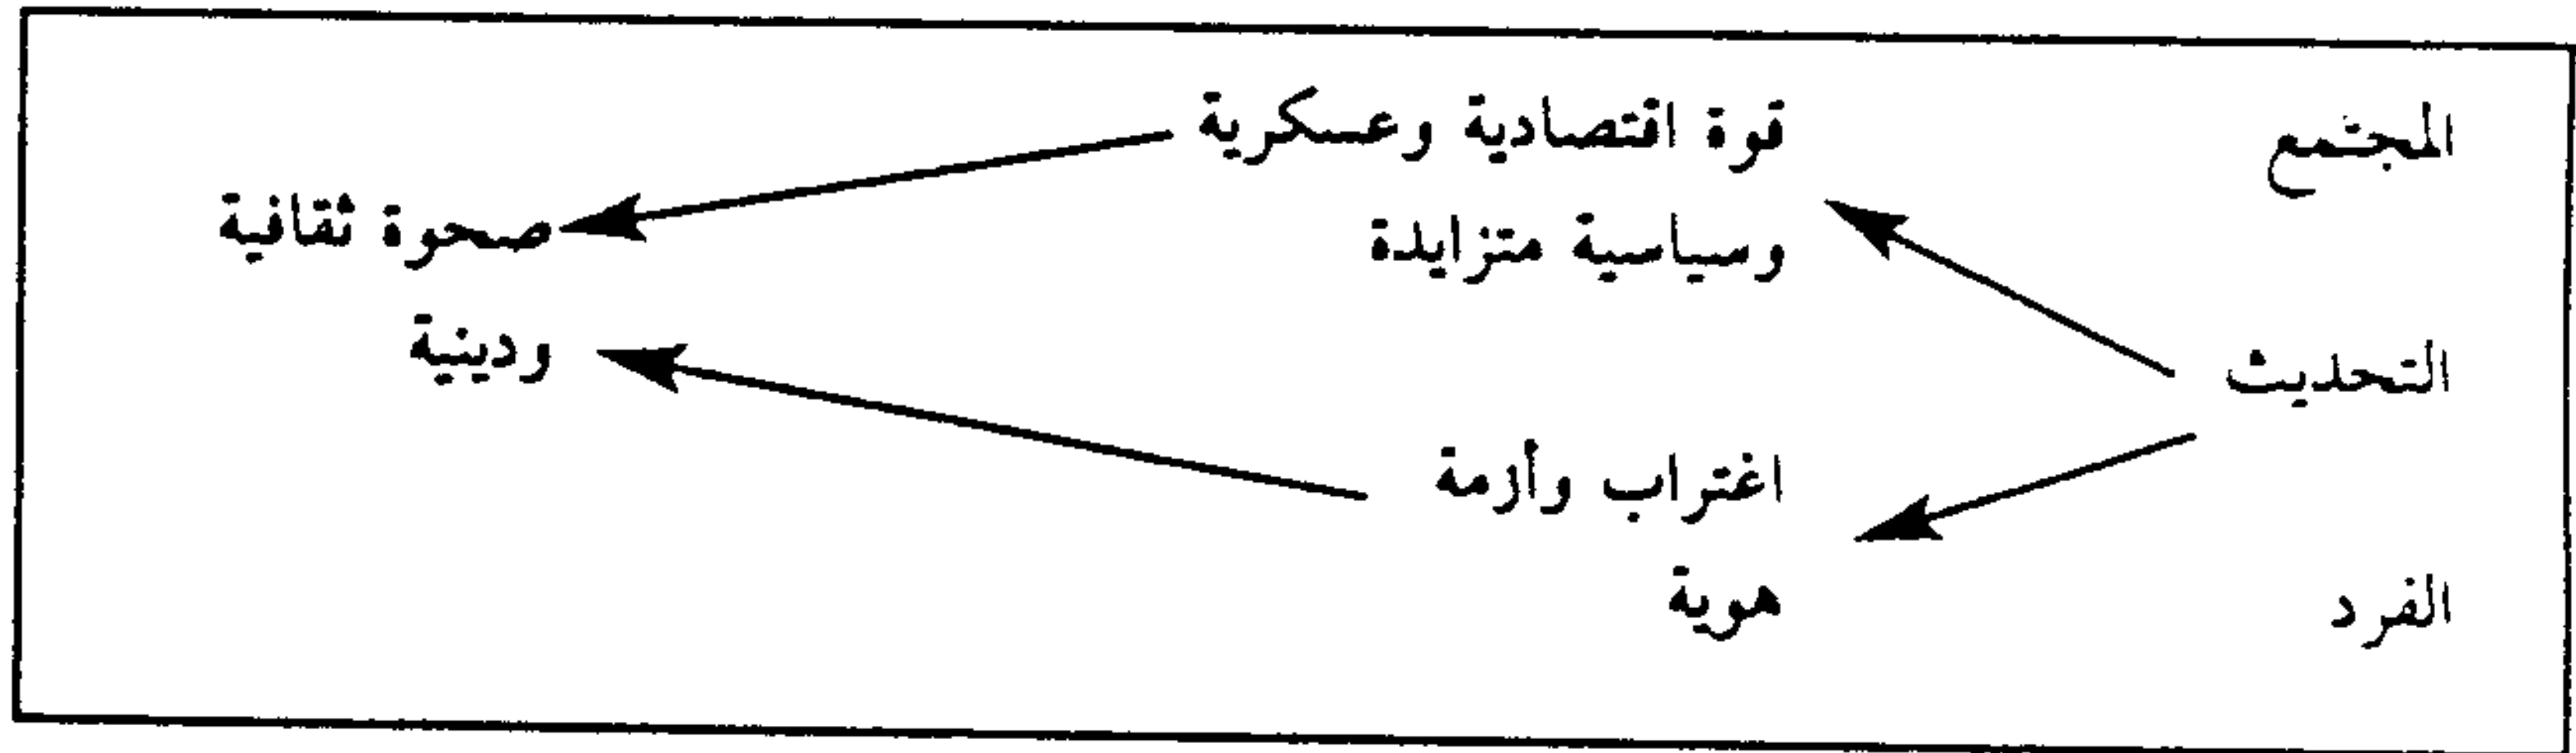 المجتمع
قوة اقتصادية وعسكرية
وسياسية متزايدة
صحوة ثقافية
ودينية
التحديث
اغتراب وأزمة
هوية
الفرد